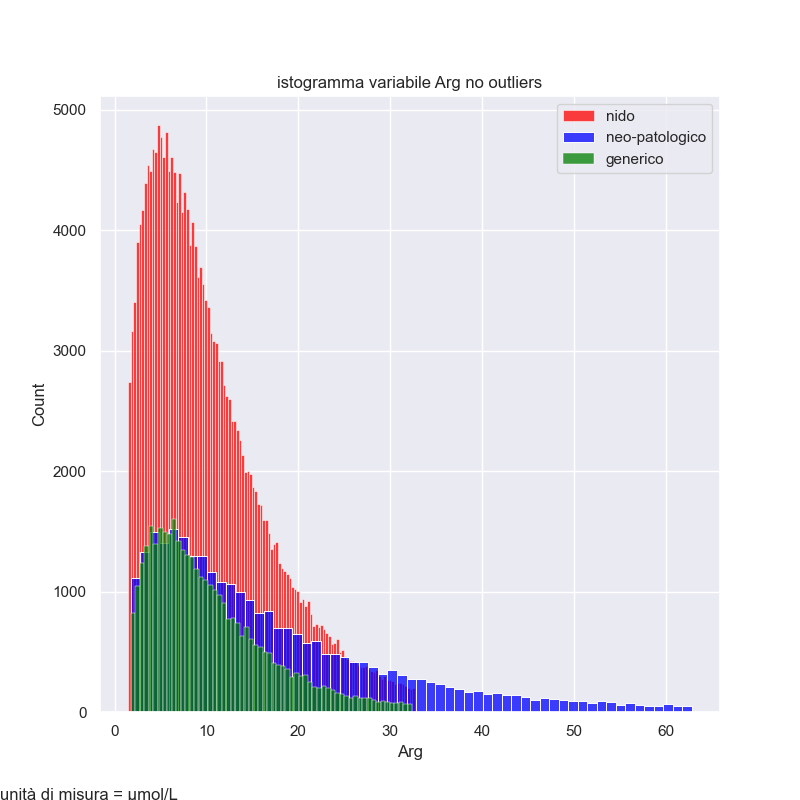 istogramma variabile Arg no outliers
nido
neo-patologico
generico
5000
4000
3000
2000
1000
0
Count
0 10 20 30 40 50 60
Arg
unità di misura = μmol/L